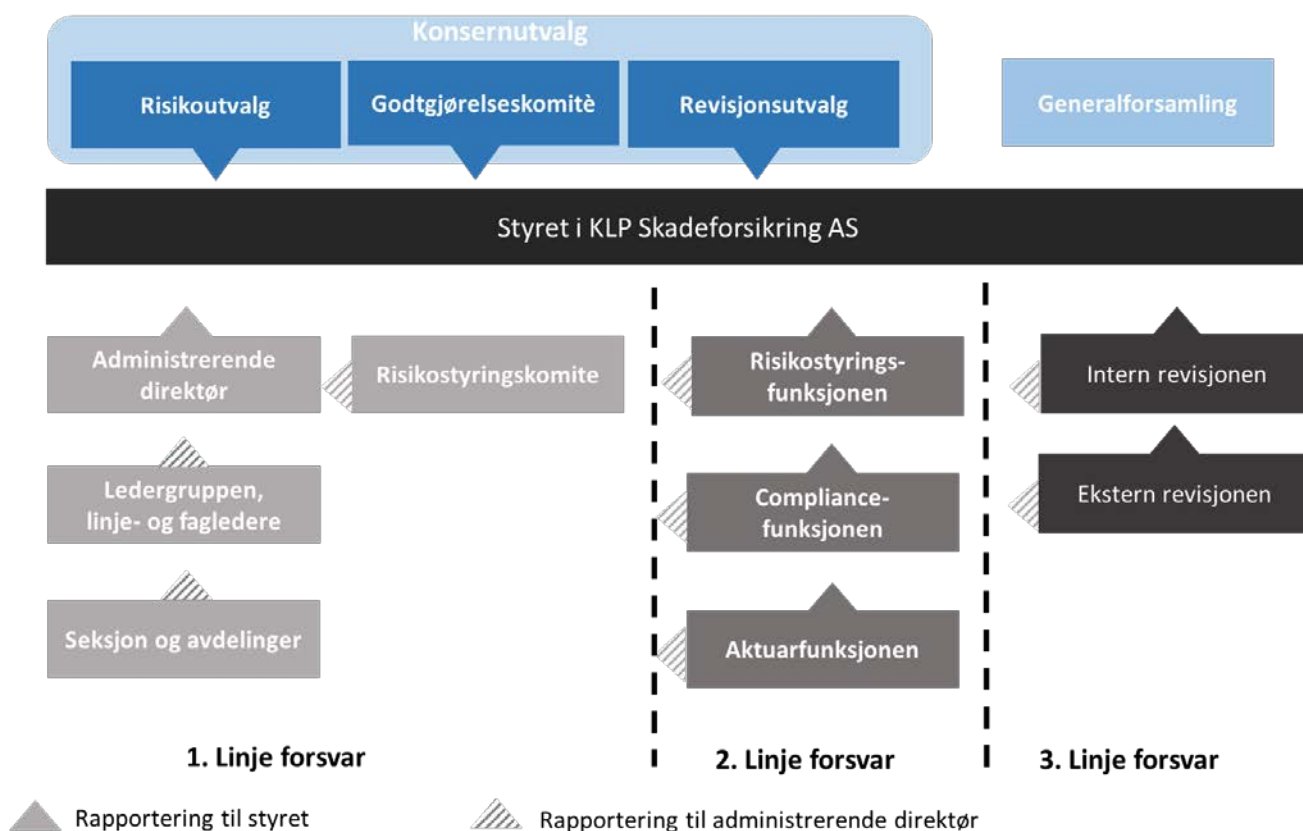 Konsernutvalg
Risikoutvalg
Godtgjørelseskomitè
Revisjonsutvalg
Generalforsamling
Styret i KLP Skadeforsikring AS
Administrerende
direktør
Risikostyringskomite
Ledergruppen,
linje- og fagledere
Seksjon og avdelinger
Risikostyrings-
funksjonen
Compliance-
funksjonen
Aktuarfunksjonen
Intern revisjonen
Ekstern revisjonen
1. Linje forsvar
2. Linje forsvar
3. Linje forsvar
Rapportering til styret
Rapportering til administrerende direktør